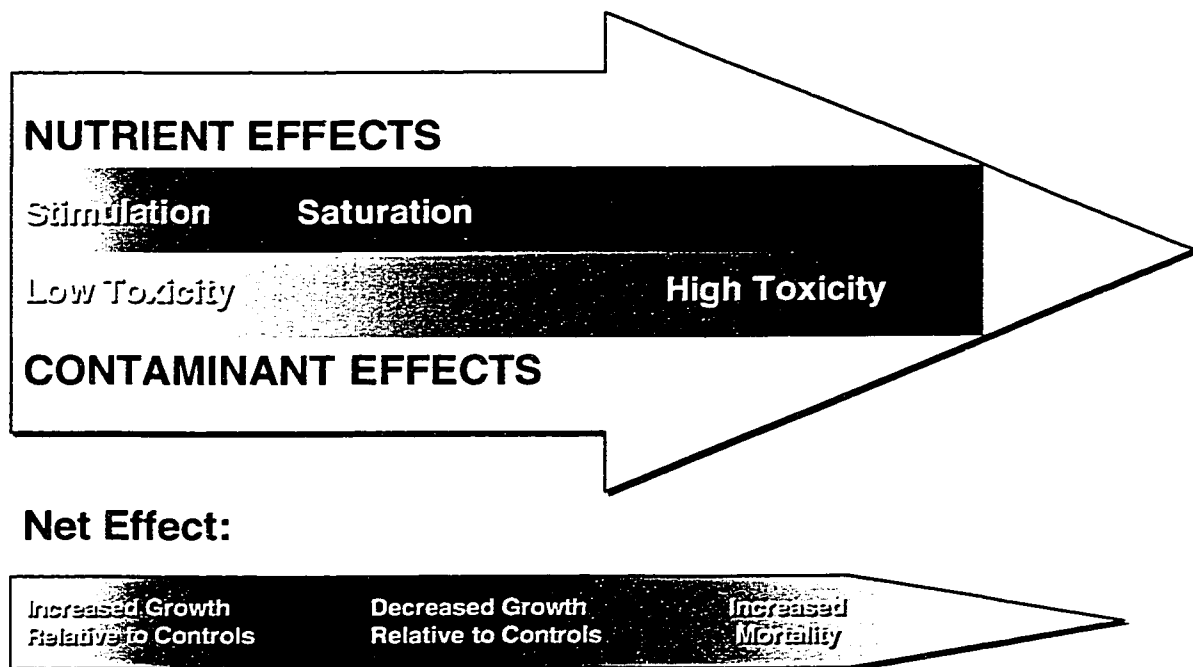 NUTRIENT EFFECTS
Stimulation Saturation
Low Toxicity High Toxicity
CONTAMINANT EFFECTS
Net Effect:
Increased Growth Decreased Growth Increased
Relative to Controls Relative to Controls Mortality